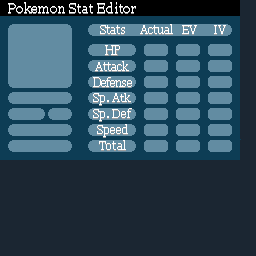 Pokemon Stat Editor
Stats Actual EV IV
HP
Attack
Defense
Sp. Atk
Sp. Def
Speed
Total